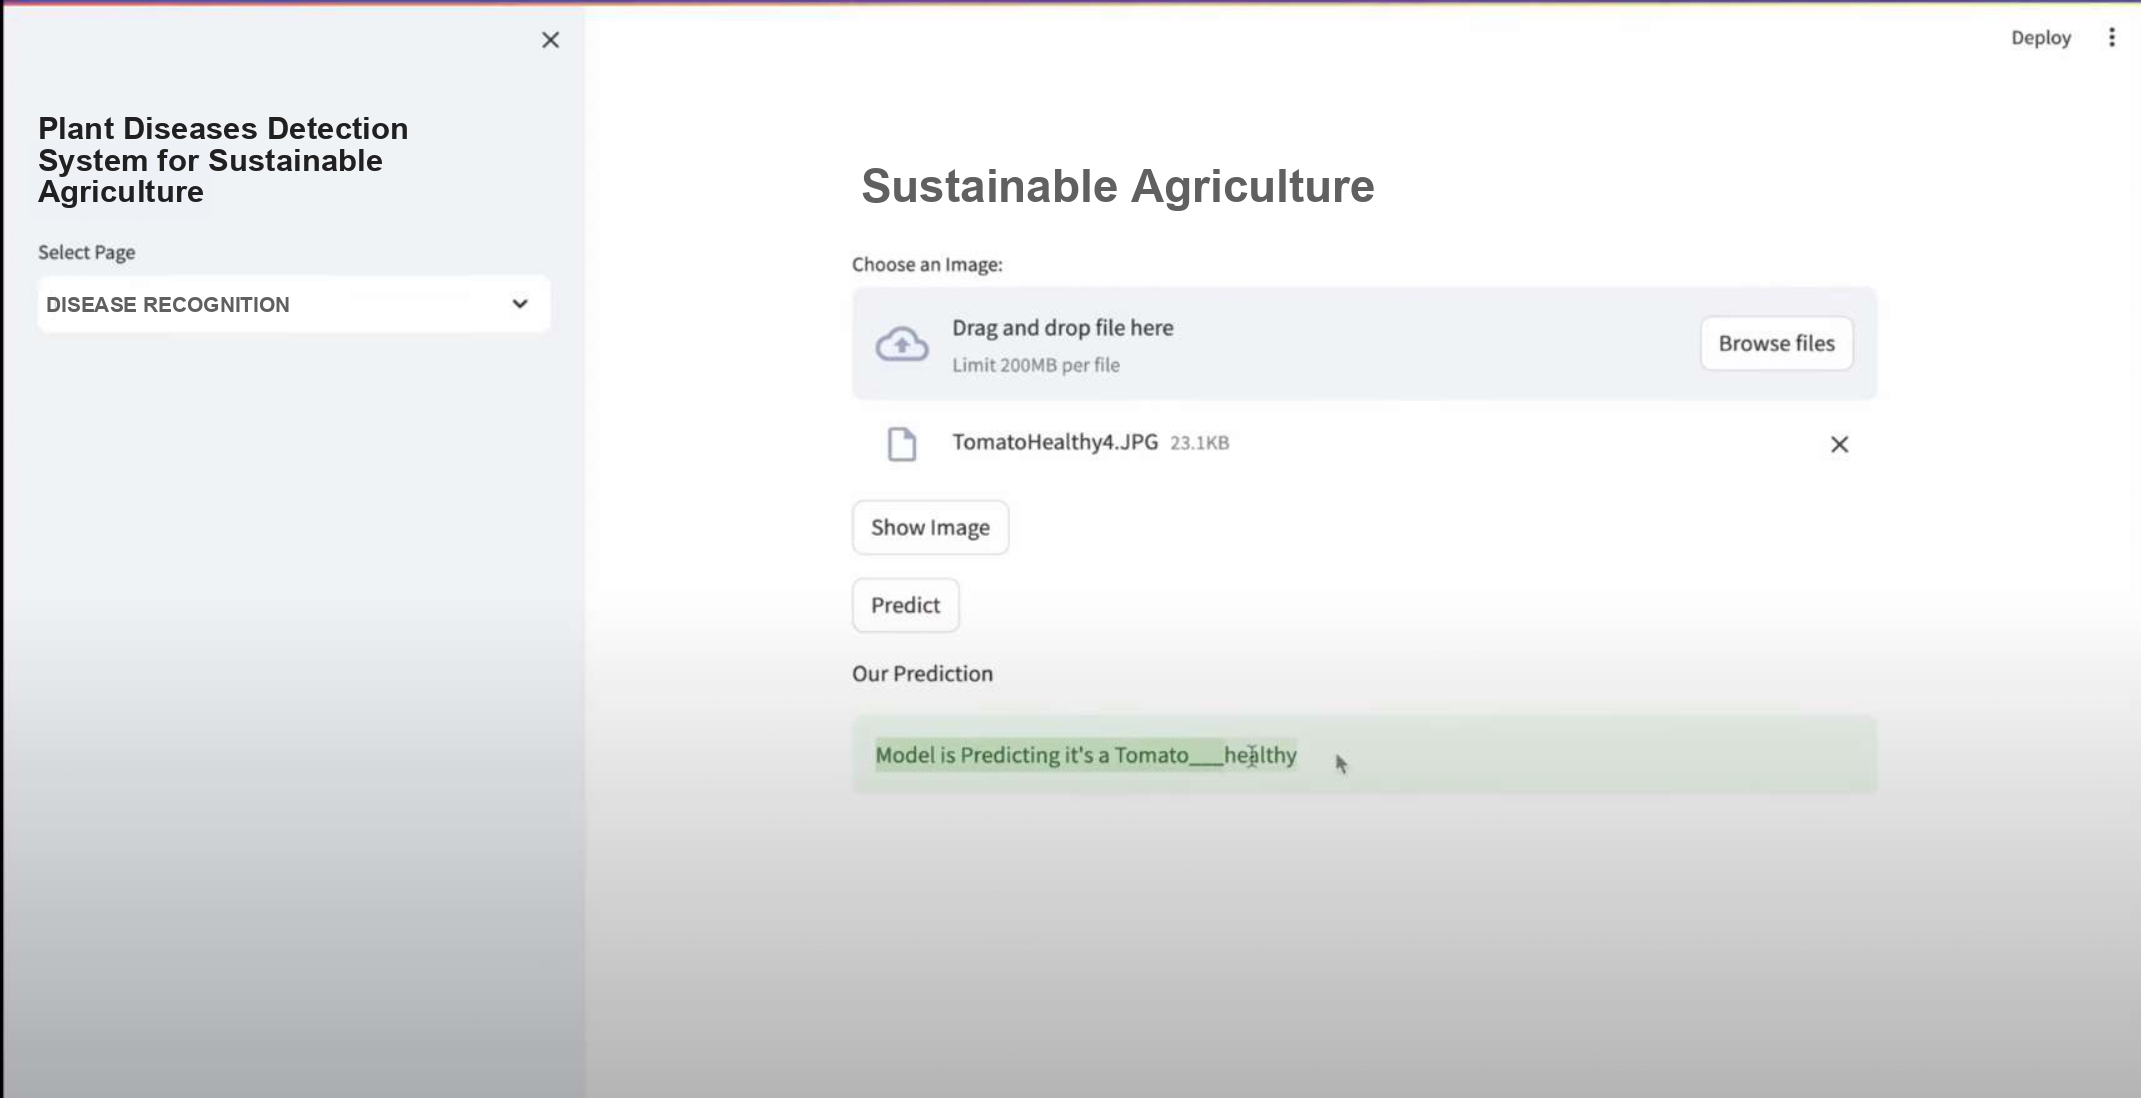 Deploy
Plant Diseases Detection
System for Sustainable
Agriculture
Select Page
DISEASE RECOGNITION
Sustainable Agriculture
Choose an Image:
Drag and drop file here
Limit 200MB per file
Browse files
TomatoHealthy4.JPG 23.1KB
Show Image
Predict
Our Prediction
Model is Predicting it's a Tomato___healthy